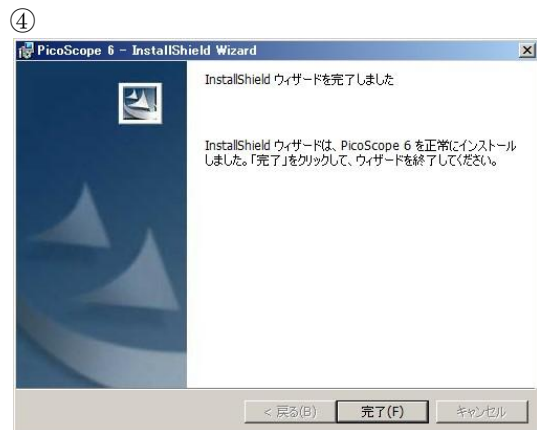 ④
PicoScope 6 - InstallShield Wizard
InstallShield ウィザードを完了しました
InstallShield ウィザードは、PicoScope 6 を正常にインストール
しました。「完了」をクリックして、ウィザードを終了してください。
< 戻る(B)
完了(F)
キャンセル